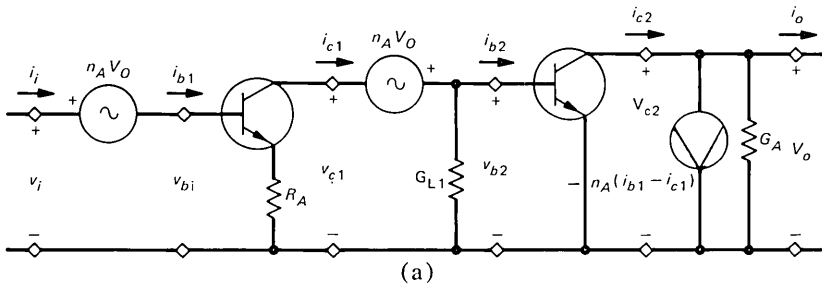 i_c1 n_A V_O i_b2 i_c2 i_o
i_i n_A V_O i_b1
+ + + + + + +
v_i v_bi R_A v_c1 G_L1 v_b2 V_c2 G_A V_o
− n_A(i_b1 − i_c1)
− − − − − −
(a)